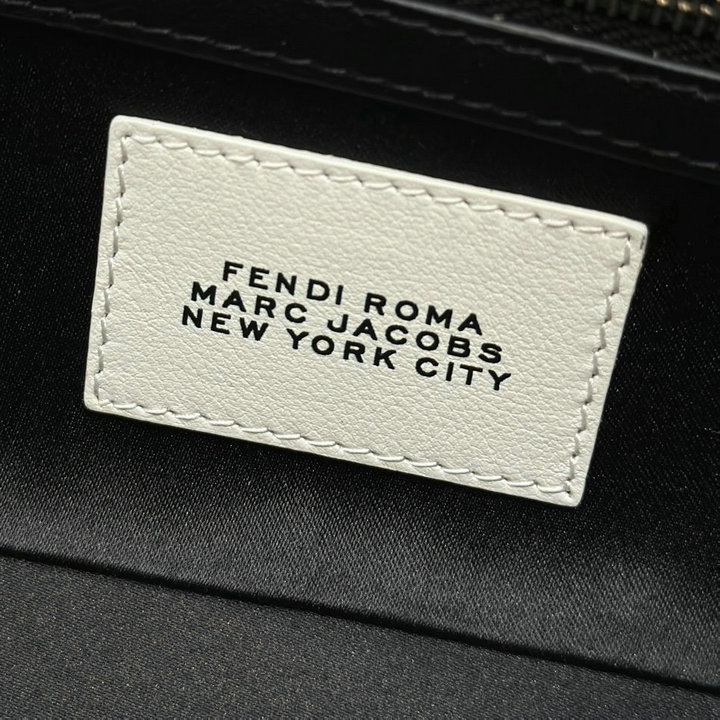 FENDI ROMA
MARC JACOBS
NEW YORK CITY